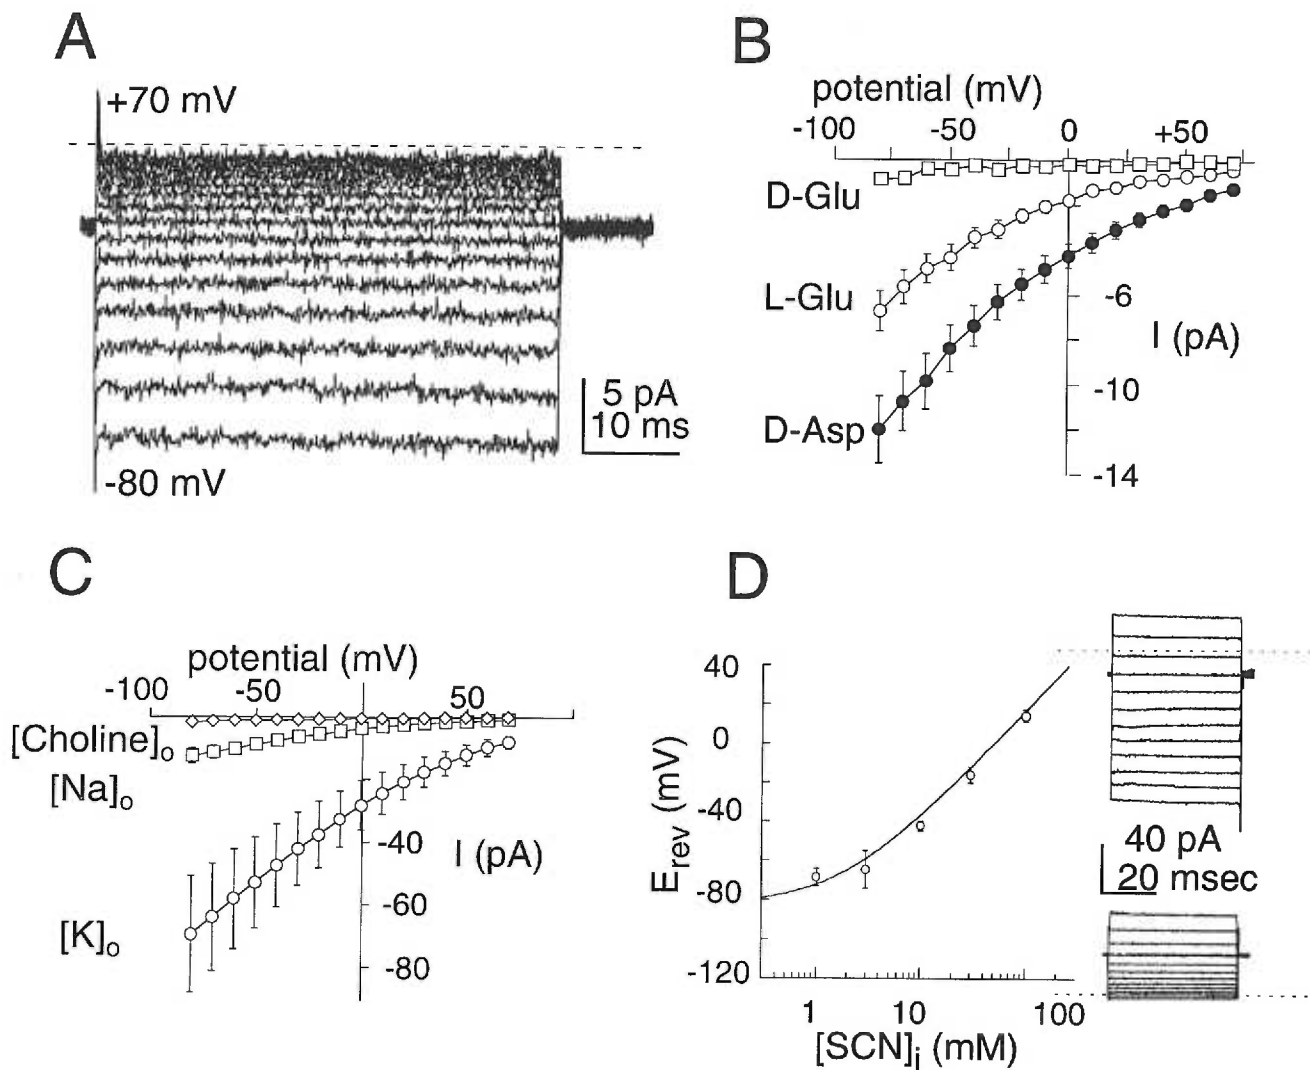 A
+70 mV
5 pA
10 ms
-80 mV
B
potential (mV)
-100
-50
0
+50
D-Glu
L-Glu
-6
I (pA)
-10
D-Asp
-14
C
potential (mV)
-100
-50
50
[Choline]o
[Na]o
-40
I (pA)
-60
[K]o
-80
D
40
0
-40
-80
-120
Erev (mV)
1
10
100
[SCN]i (mM)
40 pA
20 msec